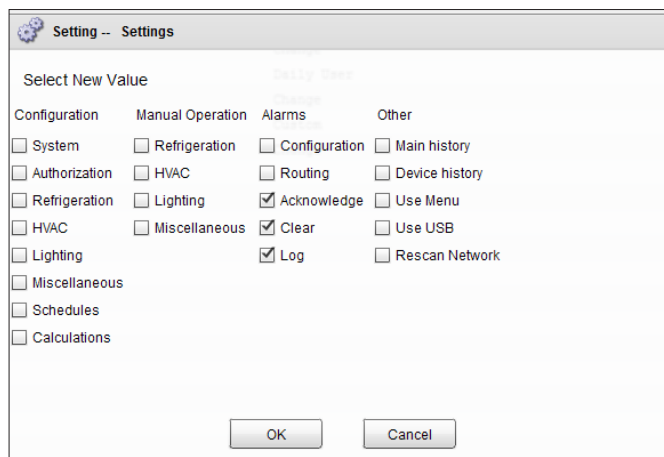 Setting -- Settings
Select New Value
Configuration Manual Operation Alarms Other
System Refrigeration Configuration Main history
Authorization HVAC Routing Device history
Refrigeration Lighting Acknowledge Use Menu
HVAC Miscellaneous Clear Use USB
Lighting Log Rescan Network
Miscellaneous
Schedules
Calculations
OK Cancel